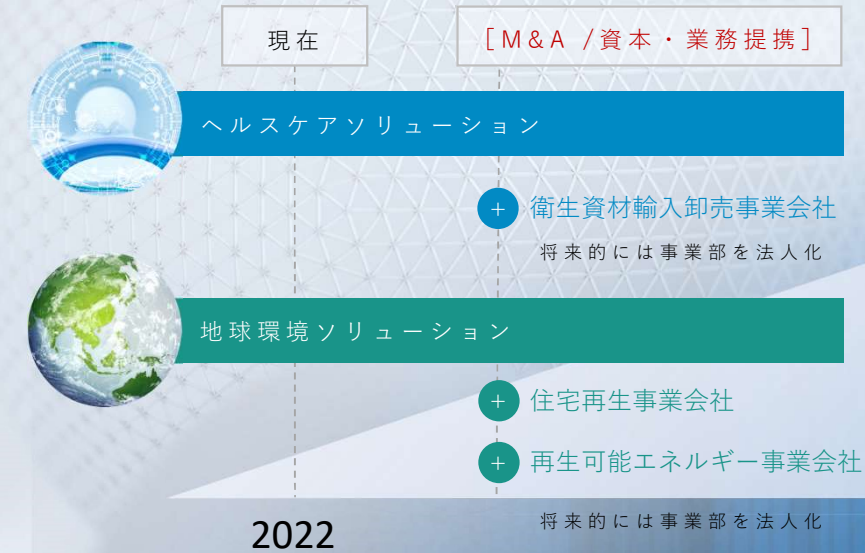 現在
[M&A /資本・業務提携]
ヘルスケアソリューション
+ 衛生資材輸入卸売事業会社
将来的には事業部を法人化
地球環境ソリューション
+ 住宅再生事業会社
+ 再生可能エネルギー事業会社
将来的には事業部を法人化
2022